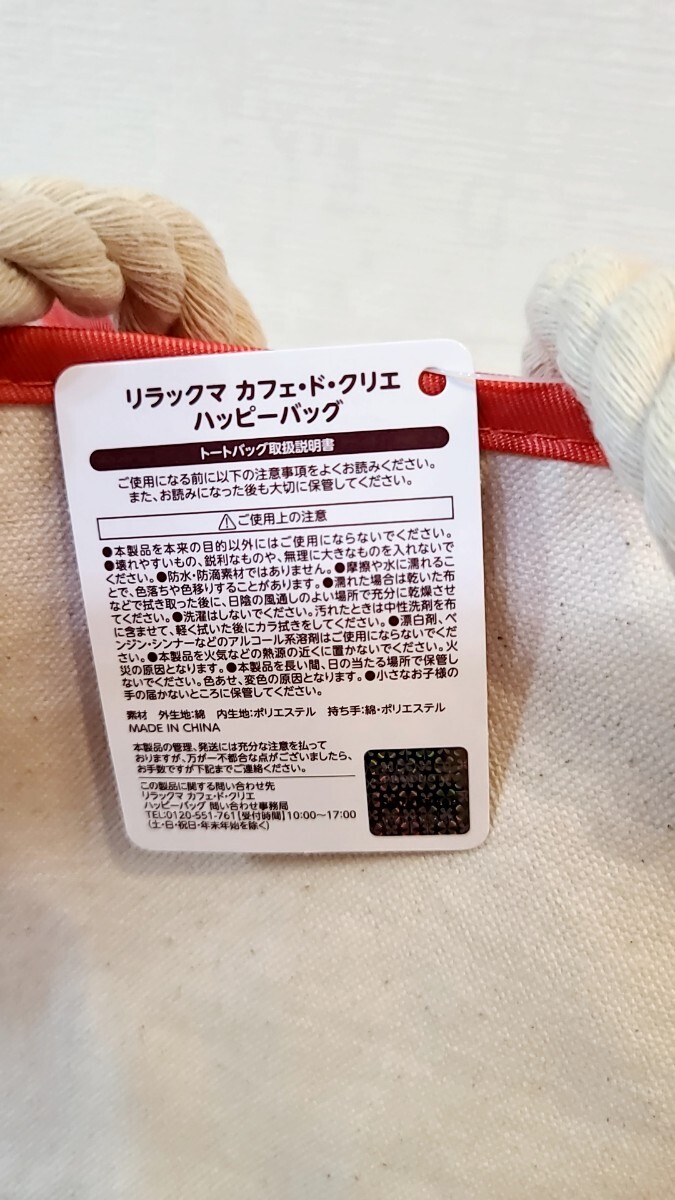 リラックマ カフェ・ド・クリエ
ハッピーバッグ
トートバッグ取扱説明書
ご使用になる前に以下の注意事項をよくお読みください。
また、お読みになった後も大切に保管してください。
⚠ご使用上の注意
●本製品を本来の目的以外にはご使用にならないでください。
●壊れやすいもの、鋭利なものや、無理に大きなものを入れないで
ください。●防水・防滴素材ではありません。●摩擦や水に濡れるこ
とで、色落ちや色移りすることがあります。●濡れた場合は乾いた布
などで拭き取った後に、日陰の風通しのよい場所で充分に乾燥させ
てください。●洗濯はしないでください。汚れたときは中性洗剤を布
に含ませて、軽く拭いた後にカラ拭きをしてください。●漂白剤、ベ
ンジン・シンナーなどのアルコール系溶剤はご使用にならないでくだ
さい。●本製品を火気などの熱源の近くに置かないでください。火
災の原因となります。●本製品を長い間、日の当たる場所で保管し
ないでください。色あせ、変色の原因となります。●小さなお子様の
手の届かないところに保管してください。
素材 外生地:綿 内生地:ポリエステル 持ち手:綿・ポリエステル
MADE IN CHINA
本製品の管理、発送には充分な注意を払って
おりますが、万が一不都合な点がございましたら、
お手数ですが下記までご連絡ください。
この製品に関する問い合わせ先
リラックマ カフェ・ド・クリエ
ハッピーバッグ 問い合わせ事務局
TEL:0120-551-761【受付時間】10:00〜17:00
(土・日・祝日・年末年始を除く)